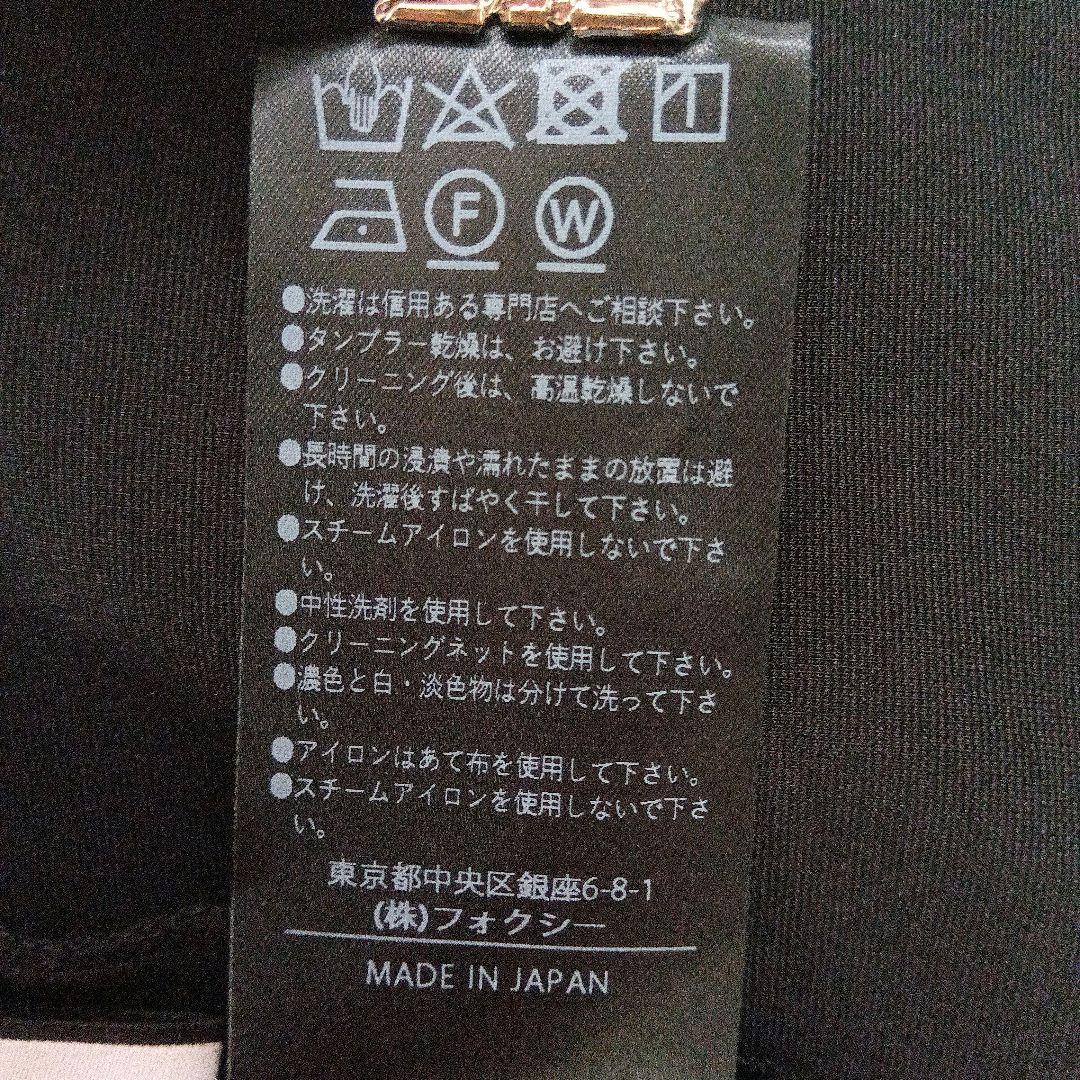 F W
●洗濯は信用ある専門店へご相談下さい。
●タンブラー乾燥は、お避け下さい。
●クリーニング後は、高温乾燥しないで
下さい。
●長時間の浸漬や濡れたままの放置は避
け、洗濯後すばやく干して下さい。
●スチームアイロンを使用しないで下さ
い。
●中性洗剤を使用して下さい。
●クリーニングネットを使用して下さい。
●濃色と白・淡色物は分けて洗って下さ
い。
●アイロンはあて布を使用して下さい。
●スチームアイロンを使用しないで下さ
い。
東京都中央区銀座6-8-1
(株)フォクシー
MADE IN JAPAN